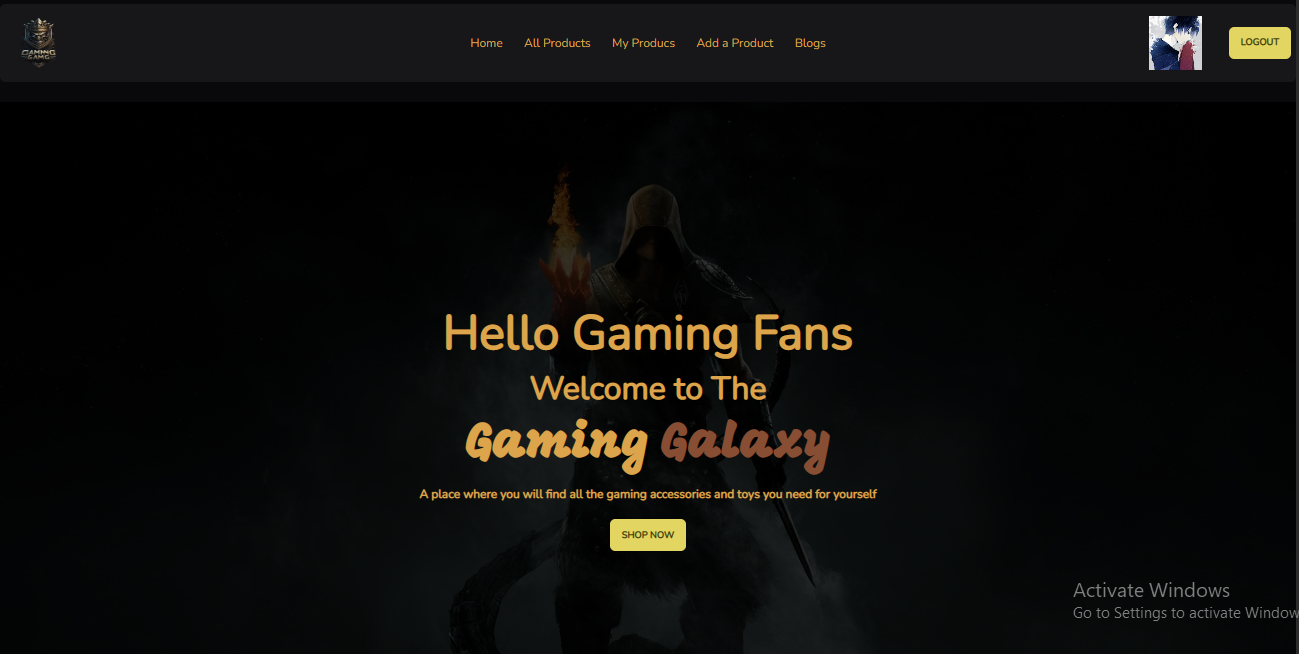 Home All Products My Producs Add a Product Blogs LOGOUT
GAMING
Hello Gaming Fans
Welcome to The
Gaming Galaxy
A place where you will find all the gaming accessories and toys you need for yourself
SHOP NOW
Activate Windows
Go to Settings to activate Window